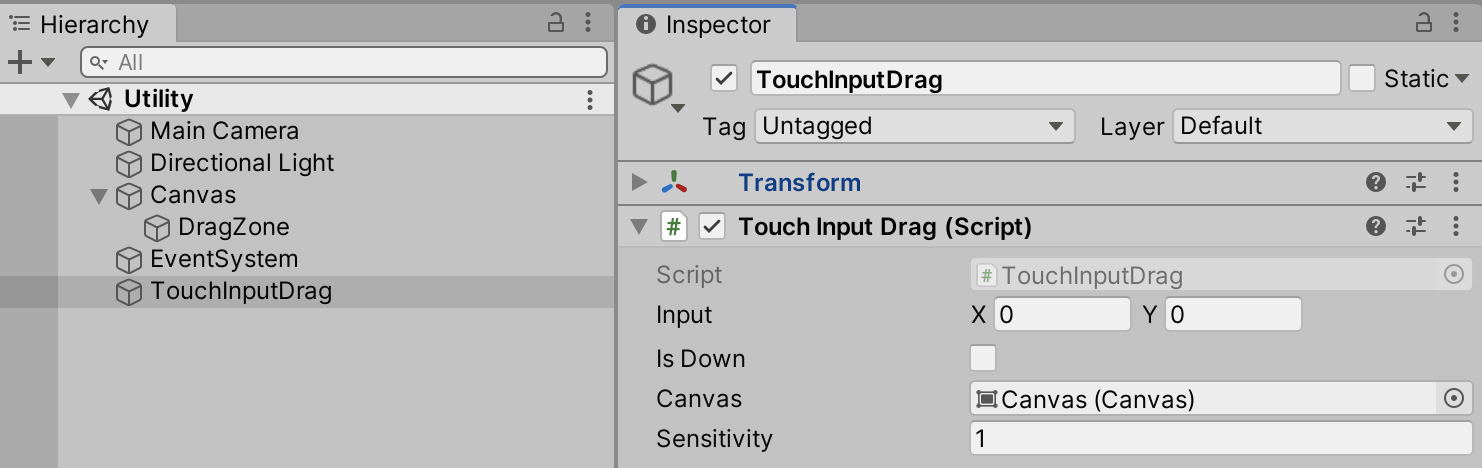 Hierarchy
All
Utility
Main Camera
Directional Light
Canvas
DragZone
EventSystem
TouchInputDrag
Inspector
TouchInputDrag
Static
Tag Untagged Layer Default
Transform
# Touch Input Drag (Script)
Script # TouchInputDrag
Input X 0 Y 0
Is Down
Canvas Canvas (Canvas)
Sensitivity 1